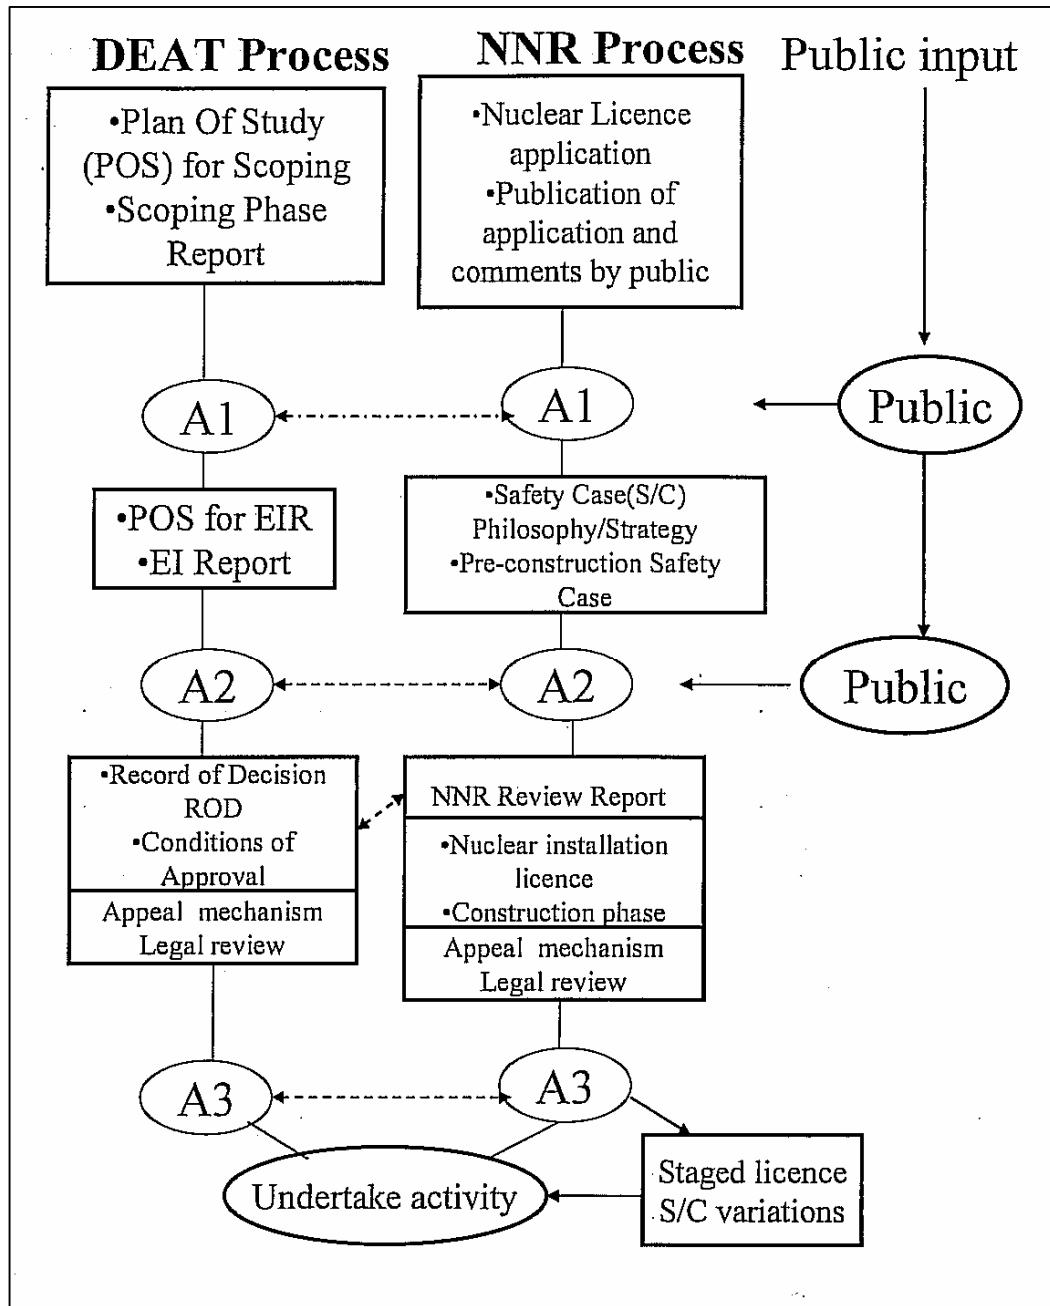 DEAT Process
NNR Process
Public input
•Plan Of Study
(POS) for Scoping
•Scoping Phase
Report
•Nuclear Licence
application
•Publication of
application and
comments by public
A1
A1
Public
•POS for EIR
•EI Report
•Safety Case(S/C)
Philosophy/Strategy
•Pre-construction Safety
Case
A2
A2
Public
•Record of Decision
ROD
•Conditions of
Approval
Appeal mechanism
Legal review
NNR Review Report
•Nuclear installation
licence
•Construction phase
Appeal mechanism
Legal review
A3
A3
Undertake activity
Staged licence
S/C variations